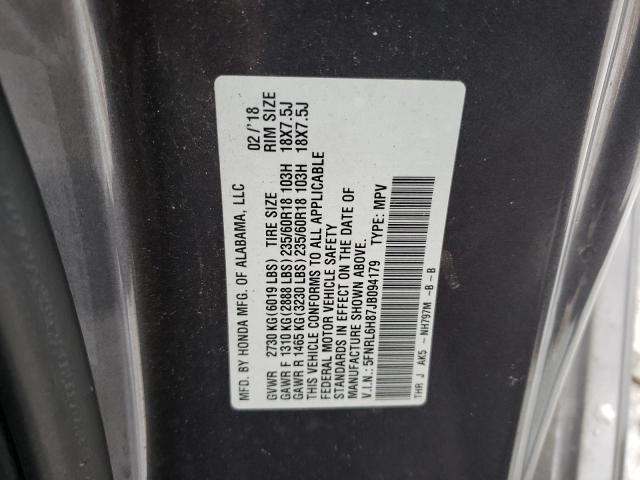 MFD. BY HONDA MFG. OF ALABAMA, LLC 02/'18
GVWR 2730 KG(6019 LBS) TIRE SIZE RIM SIZE
GAWR F 1310 KG(2888 LBS)235/60R18 103H 18X7.5J
GAWR R 1465 KG(3230 LBS)235/60R18 103H 18X7.5J
THIS VEHICLE CONFORMS TO ALL APPLICABLE
FEDERAL MOTOR VEHICLE SAFETY
STANDARDS IN EFFECT ON THE DATE OF
MANUFACTURE SHOWN ABOVE.
V.I.N.: 5FNRL6H87JB094179 TYPE: MPV
THR J AK5 - NH797M -B - B